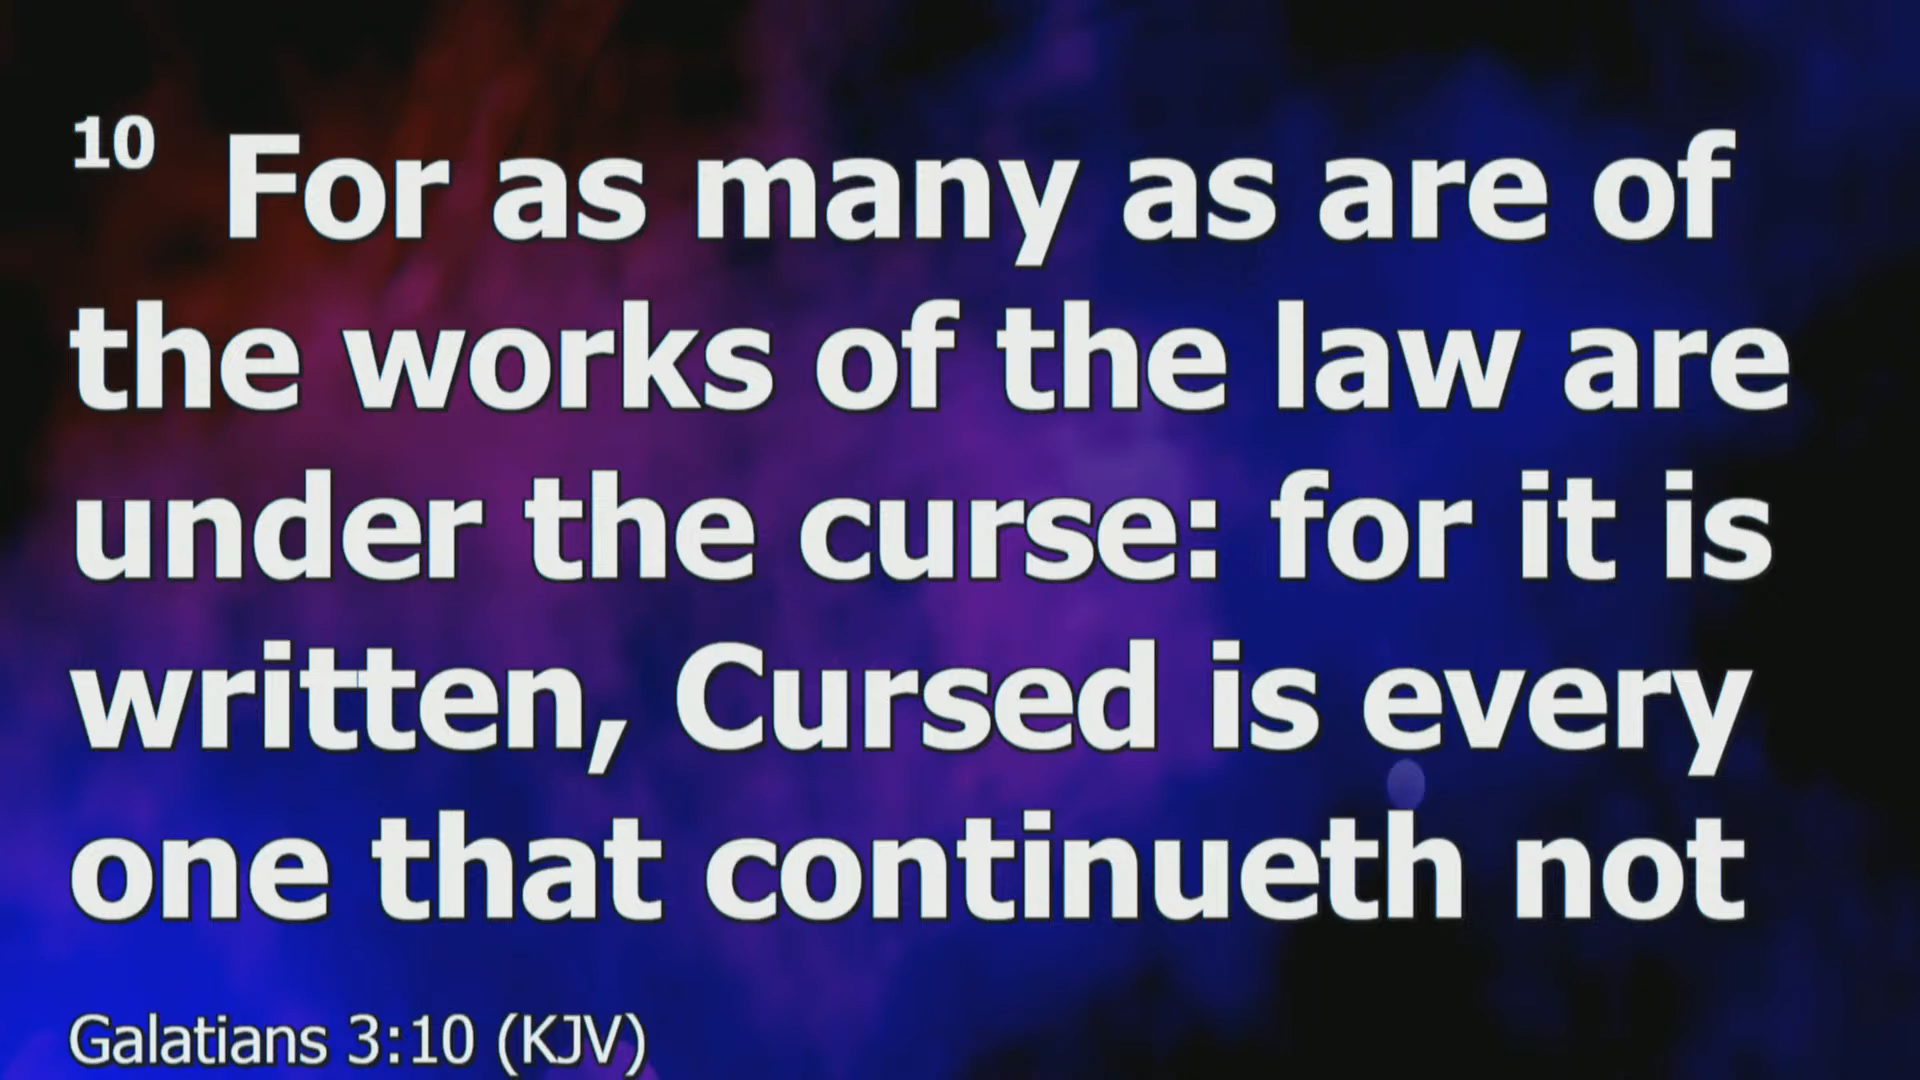 10 For as many as are of
the works of the law are
under the curse: for it is
written, Cursed is every
one that continueth not
Galatians 3:10 (KJV)